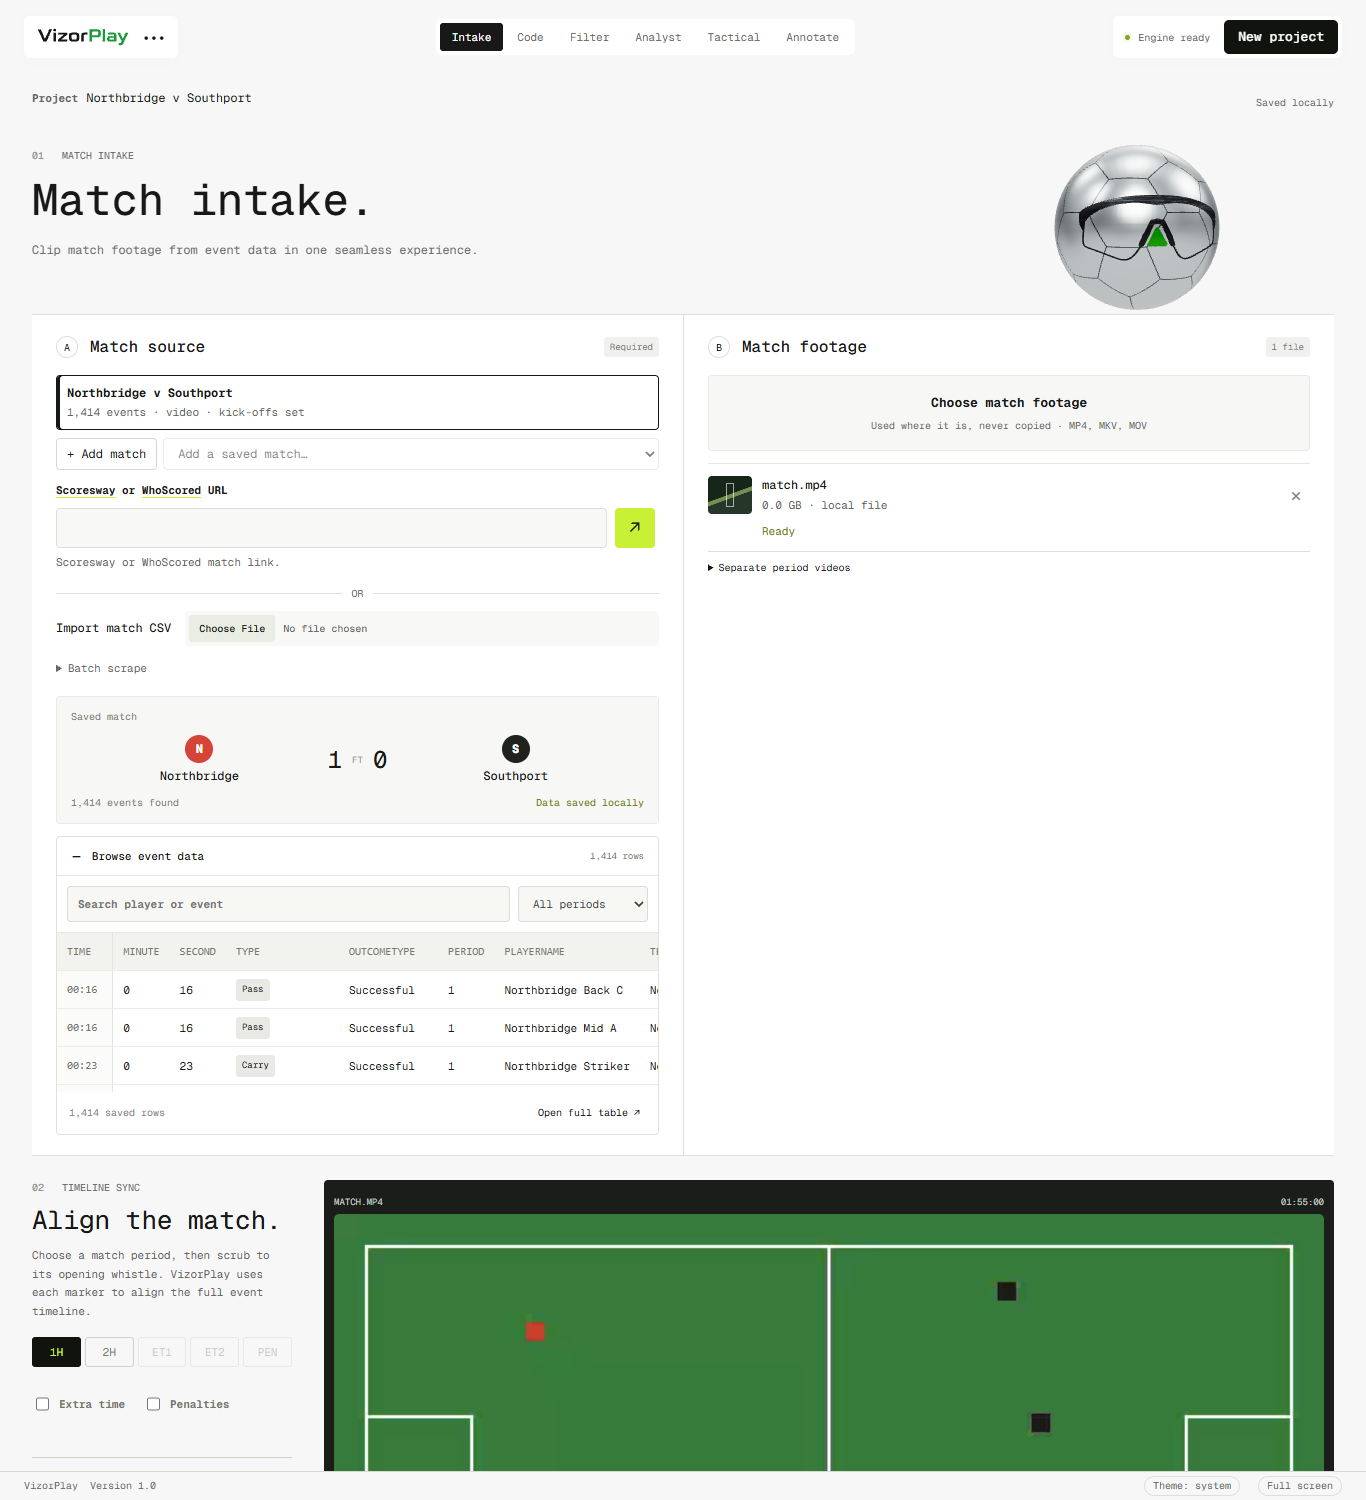 VizorPlay •••
Intake Code Filter Analyst Tactical Annotate
Engine ready
New project
Project Northbridge v Southport
Saved locally
01 MATCH INTAKE
Match intake.
Clip match footage from event data in one seamless experience.
A Match source
Required
Northbridge v Southport
1,414 events · video · kick-offs set
+ Add match
Add a saved match…
Scoresway or WhoScored URL
Scoresway or WhoScored match link.
OR
Import match CSV
Choose File No file chosen
Batch scrape
Saved match
N
Northbridge
1 FT 0
S
Southport
1,414 events found
Data saved locally
Browse event data
1,414 rows
Search player or event
All periods
TIME MINUTE SECOND TYPE OUTCOMETYPE PERIOD PLAYERNAME
00:16 0 16 Pass Successful 1 Northbridge Back C
00:16 0 16 Pass Successful 1 Northbridge Mid A
00:23 0 23 Carry Successful 1 Northbridge Striker
1,414 saved rows
Open full table ↗
B Match footage
1 file
Choose match footage
Used where it is, never copied · MP4, MKV, MOV
match.mp4
0.0 GB · local file
Ready
Separate period videos
02 TIMELINE SYNC
Align the match.
Choose a match period, then scrub to
its opening whistle. VizorPlay uses
each marker to align the full event
timeline.
1H 2H ET1 ET2 PEN
Extra time Penalties
MATCH.MP4
01:55:00
VizorPlay Version 1.0
Theme: system
Full screen